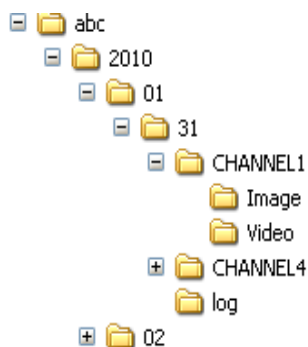 abc
2010
01
31
CHANNEL1
Image
Video
CHANNEL4
log
02